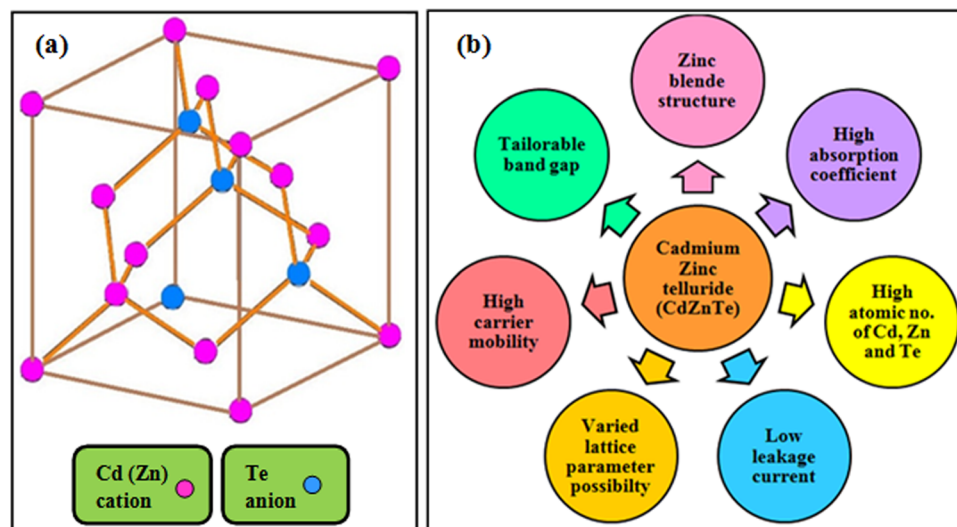 (a)
Cd (Zn)
cation
Te
anion
(b)
Zinc
blende
structure
High
absorption
coefficient
High
atomic no.
of Cd, Zn
and Te
Low
leakage
current
Varied
lattice
parameter
possibilty
High
carrier
mobility
Tailorable
band gap
Cadmium
Zinc
telluride
(CdZnTe)